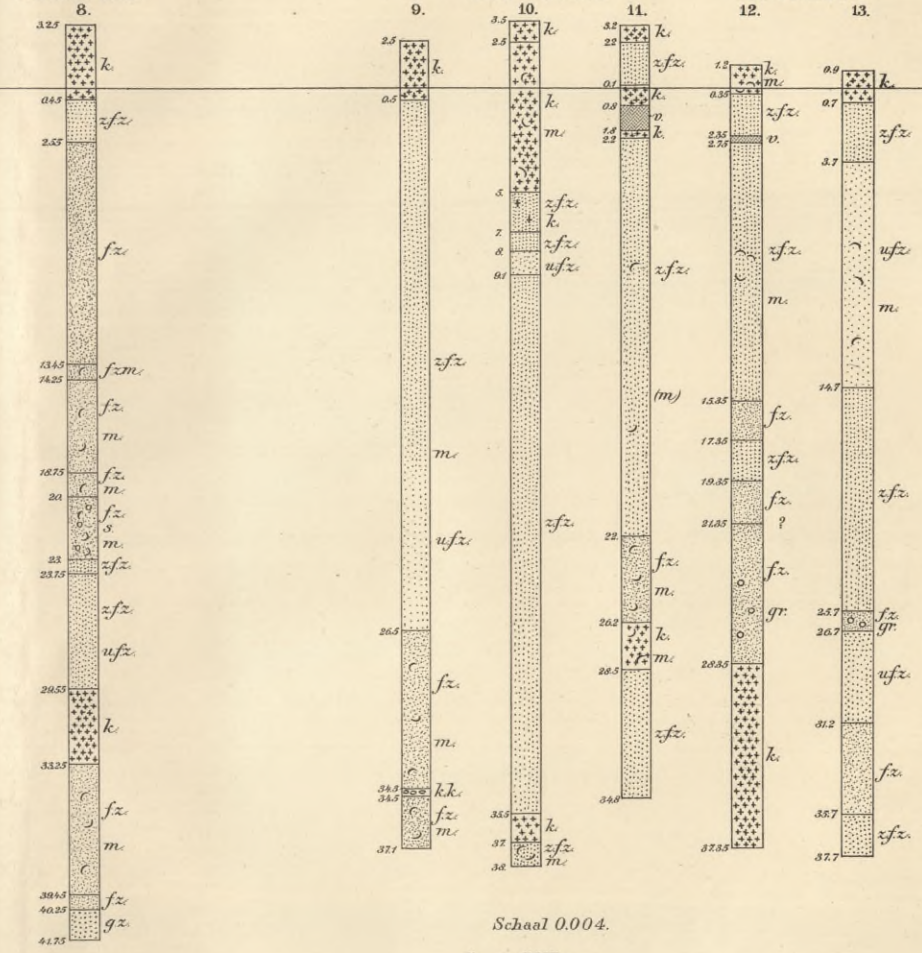 8. 9. 10. 11. 12. 13.
3.25
k.
0.45
z.f.z.
2.55
f.z.
13.45
f.z.m.
14.25
f.z.
m.
18.75
f.z.
m.
20.
f.z.
s.
m.
23.
z.f.z.
23.75
z.f.z.
u.f.z.
29.55
k.
33.25
f.z.
m.
39.45
f.z.
40.25
g.z.
41.75
2.5
k.
0.5
z.f.z.
m.
u.f.z.
26.5
f.z.
m.
34.3
k.k.
34.5
f.z.
m.
37.1
3.5
k.
2.5
k.
m.
5.
z.f.z.
k.
7.
z.f.z.
8.
u.f.z.
9.1
z.f.z.
35.5
k.
37.
z.f.z.
m.
38.
3.2
k.
2.2
z.f.z.
0.1
k.
0.8
v.
1.8
k.
2.2
z.f.z.
(m.)
22.
f.z.
m.
26.2
k.
m.
28.5
z.f.z.
34.8
1.2
k.
m.
0.35
z.f.z.
2.35
v.
2.75
z.f.z.
m.
15.35
f.z.
17.35
z.f.z.
19.35
f.z.
21.35
?
f.z.
gr.
28.35
k.
37.35
0.9
k.
0.7
z.f.z.
3.7
u.f.z.
m.
14.7
z.f.z.
25.7
f.z.
gr.
26.7
u.f.z.
31.2
f.z.
35.7
z.f.z.
37.7
Schaal 0.004.